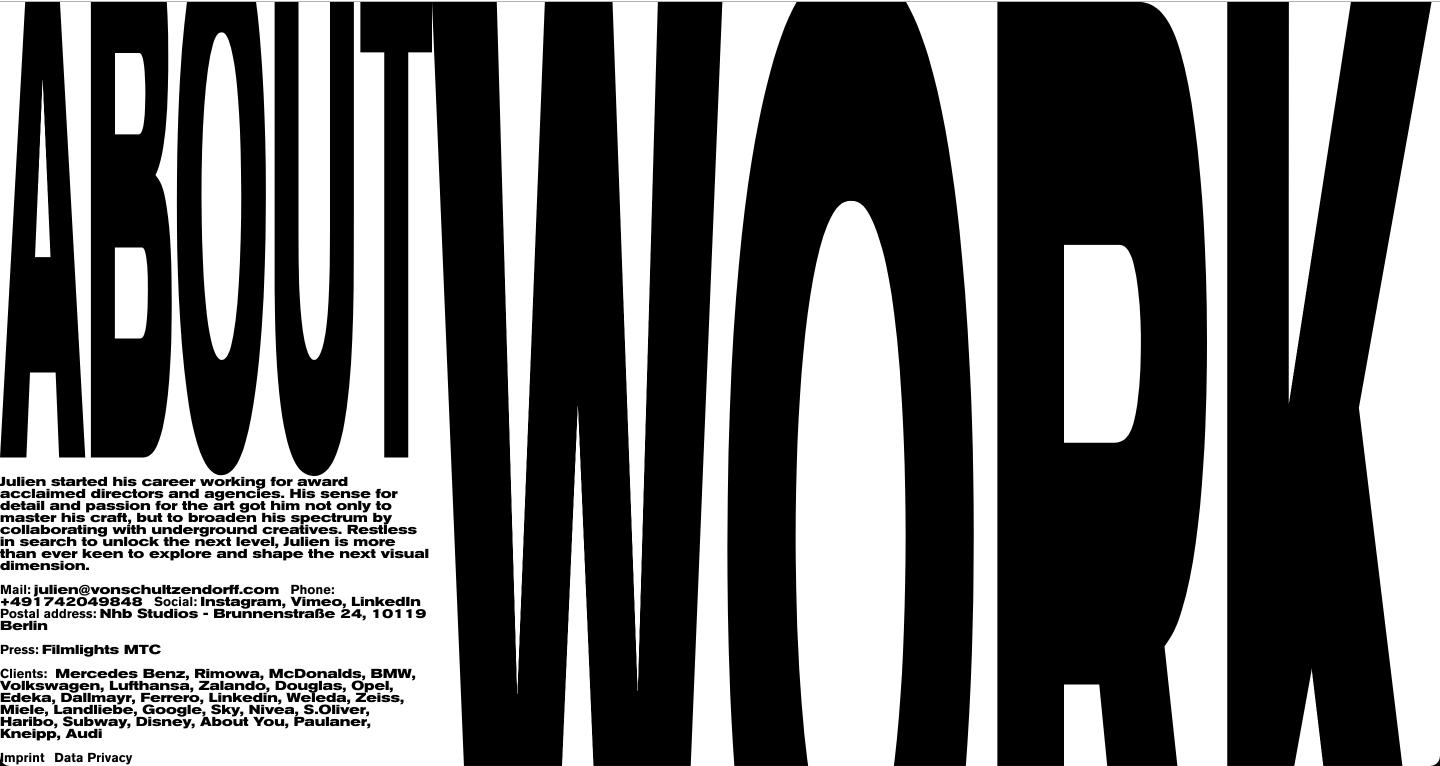 ABOUT
WORK
Julien started his career working for award
acclaimed directors and agencies. His sense for
detail and passion for the art got him not only to
master his craft, but to broaden his spectrum by
collaborating with underground creatives. Restless
in search to unlock the next level, Julien is more
than ever keen to explore and shape the next visual
dimension.
Mail: julien@vonschultzendorff.com Phone:
+491742049848 Social: Instagram, Vimeo, LinkedIn
Postal address: Nhb Studios - Brunnenstraße 24, 10119
Berlin
Press: Filmlights MTC
Clients: Mercedes Benz, Rimowa, McDonalds, BMW,
Volkswagen, Lufthansa, Zalando, Douglas, Opel,
Edeka, Dallmayr, Ferrero, Linkedin, Weleda, Zeiss,
Miele, Landliebe, Google, Sky, Nivea, S.Oliver,
Haribo, Subway, Disney, About You, Paulaner,
Kneipp, Audi
Imprint Data Privacy